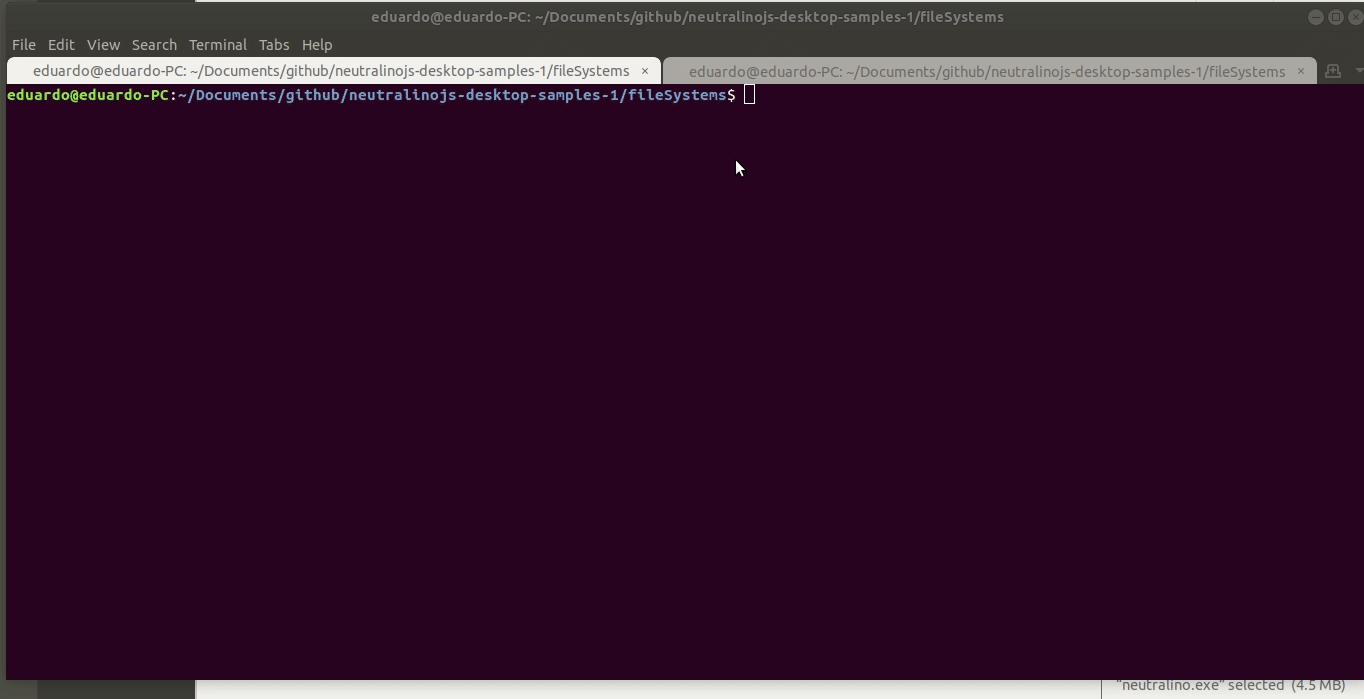 eduardo@eduardo-PC: ~/Documents/github/neutralinojs-desktop-samples-1/fileSystems
File Edit View Search Terminal Tabs Help
eduardo@eduardo-PC: ~/Documents/github/neutralinojs-desktop-samples-1/fileSystems × eduardo@eduardo-PC: ~/Documents/github/neutralinojs-desktop-samples-1/fileSystems ×
eduardo@eduardo-PC:~/Documents/github/neutralinojs-desktop-samples-1/fileSystems$
"neutralino.exe" selected (4.5 MB)